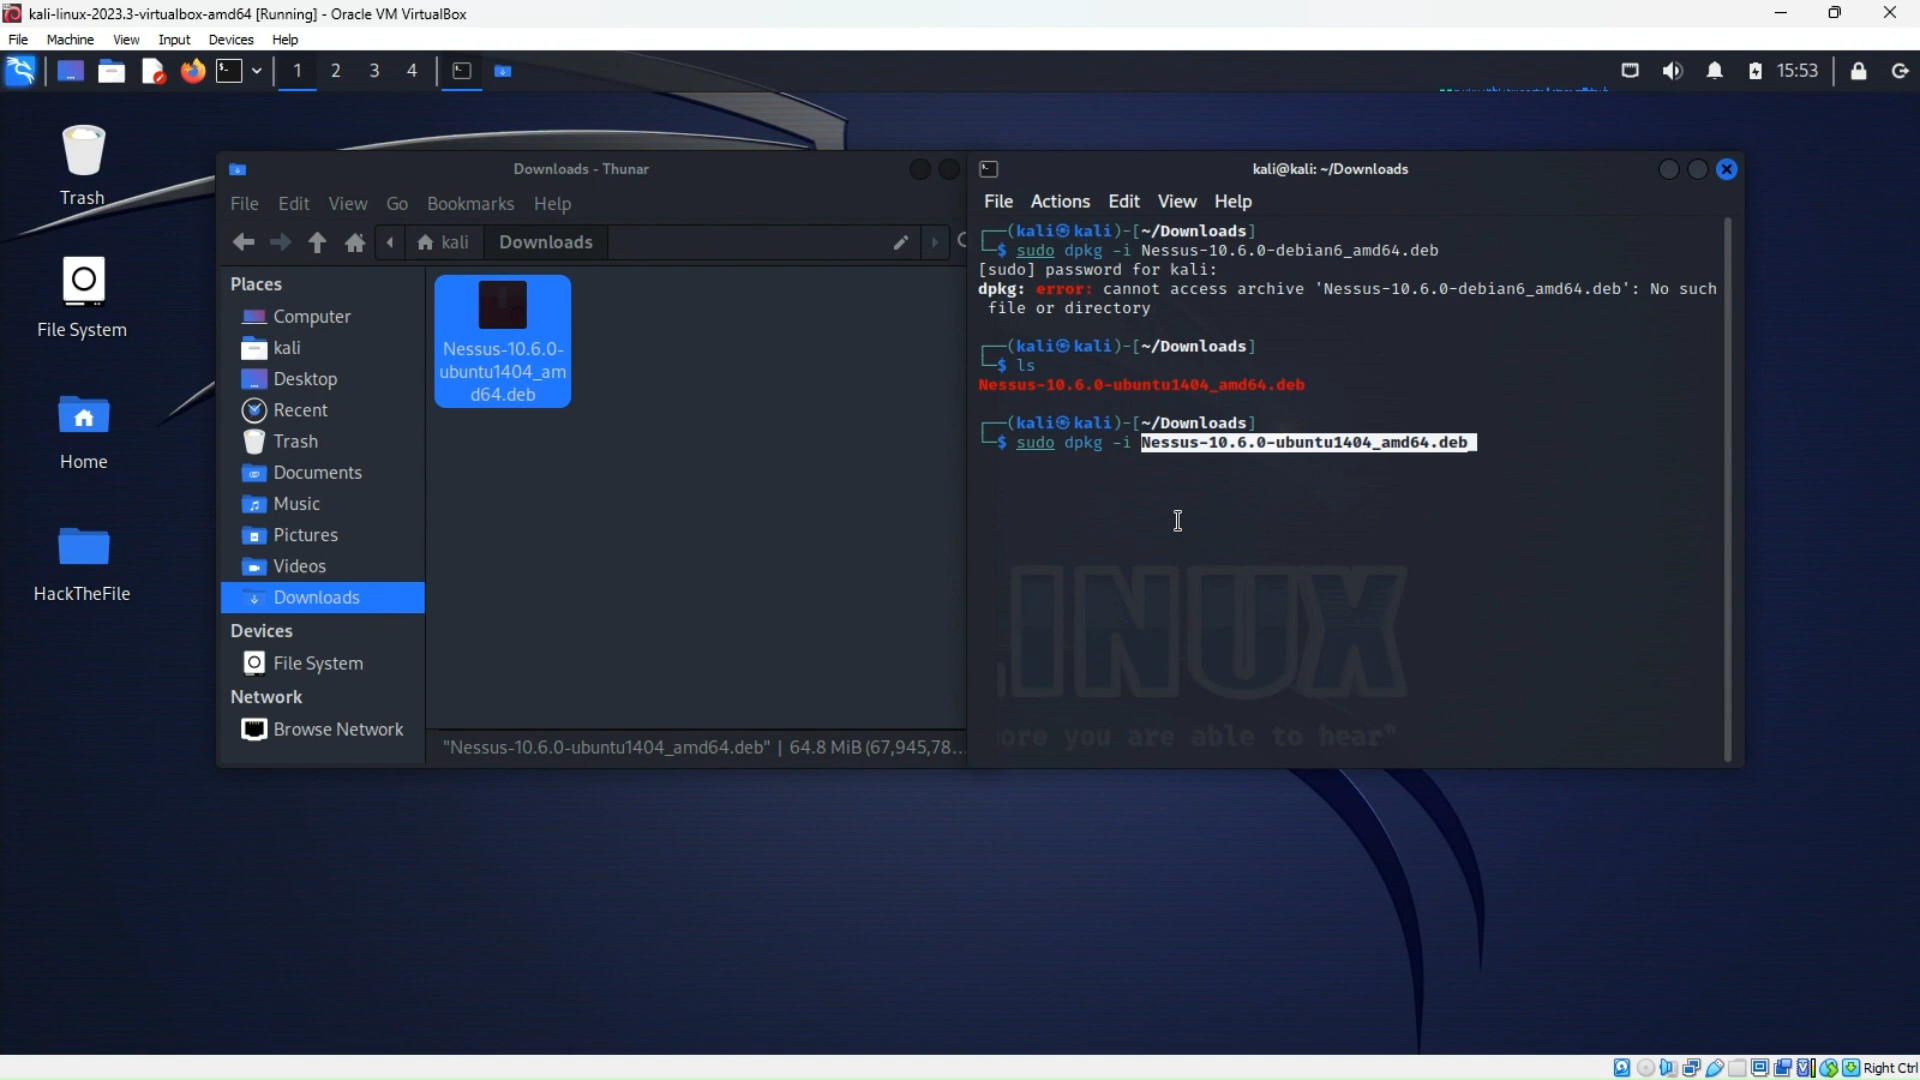 kali-linux-2023.3-virtualbox-amd64 [Running] - Oracle VM VirtualBox
File Machine View Input Devices Help
1 2 3 4
15:53
Trash
File System
Home
HackTheFile
Downloads - Thunar
File Edit View Go Bookmarks Help
kali Downloads
Places
Computer
kali
Desktop
Recent
Trash
Documents
Music
Pictures
Videos
Downloads
Devices
File System
Network
Browse Network
Nessus-10.6.0-
ubuntu1404_am
d64.deb
"Nessus-10.6.0-ubuntu1404_amd64.deb" | 64.8 MiB (67,945,78...
kali@kali: ~/Downloads
File Actions Edit View Help
┌──(kali㉿kali)-[~/Downloads]
└─$ sudo dpkg -i Nessus-10.6.0-debian6_amd64.deb
[sudo] password for kali:
dpkg: error: cannot access archive 'Nessus-10.6.0-debian6_amd64.deb': No such
file or directory
┌──(kali㉿kali)-[~/Downloads]
└─$ ls
Nessus-10.6.0-ubuntu1404_amd64.deb
┌──(kali㉿kali)-[~/Downloads]
└─$ sudo dpkg -i Nessus-10.6.0-ubuntu1404_amd64.deb
LINUX
ore you are able to hear"
Right Ctrl